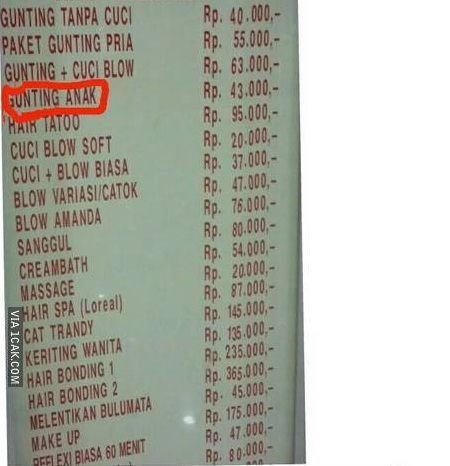 GUNTING TANPA CUCI Rp. 40.000,-
PAKET GUNTING PRIA Rp. 55.000,-
GUNTING + CUCI BLOW Rp. 63.000,-
GUNTING ANAK Rp. 43.000,-
HAIR TATOO Rp. 95.000,-
CUCI BLOW SOFT Rp. 20.000,-
CUCI + BLOW BIASA Rp. 37.000,-
BLOW VARIASI/CATOK Rp. 47.000,-
BLOW AMANDA Rp. 76.000,-
SANGGUL Rp. 80.000,-
CREAMBATH Rp. 54.000,-
MASSAGE Rp. 20.000,-
HAIR SPA (Loreal) Rp. 87.000,-
CAT TRANDY Rp. 145.000,-
KERITING WANITA Rp. 135.000,-
HAIR BONDING 1 Rp. 235.000,-
HAIR BONDING 2 Rp. 365.000,-
MELENTIKAN BULUMATA Rp. 45.000,-
MAKE UP Rp. 175.000,-
REFLEXI BIASA 60 MENIT Rp. 47.000,-
Rp. 80.000,-
VIA 1CAK.COM